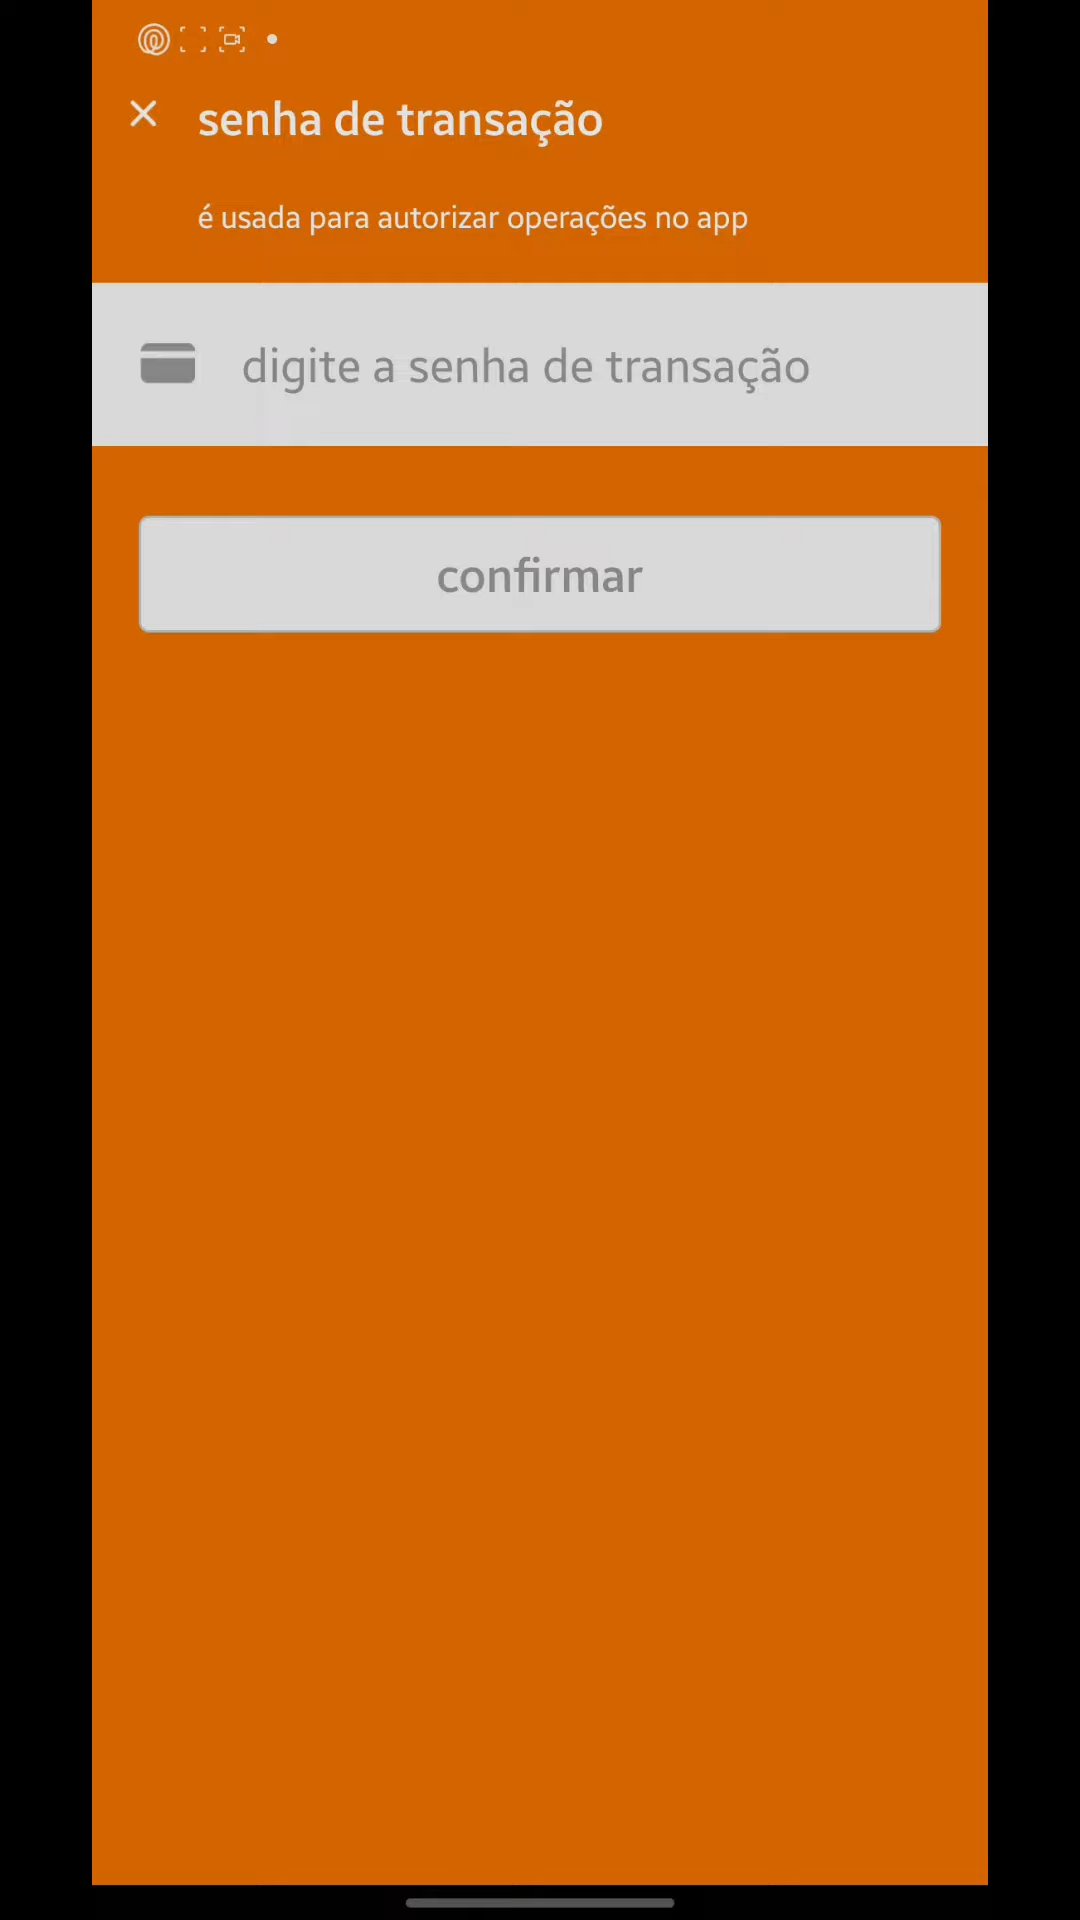 senha de transação
é usada para autorizar operações no app
digite a senha de transação
confirmar